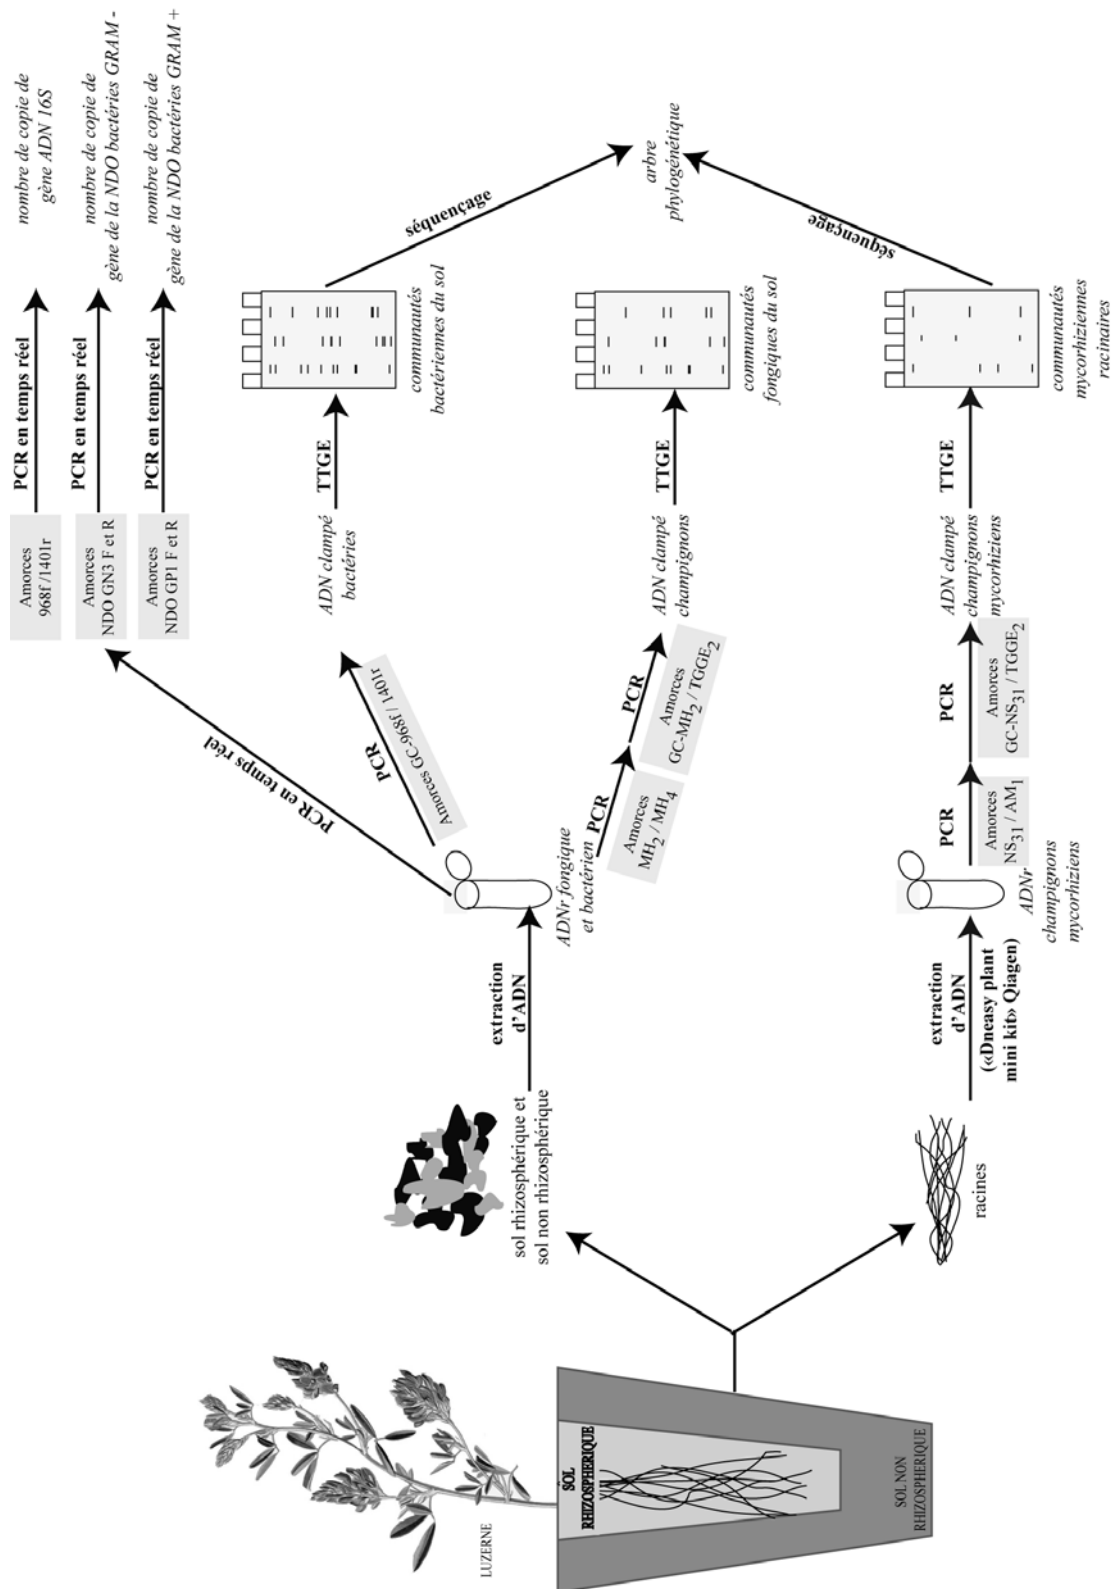 LUZERNE
SOL
RHIZOSPHERIQUE
SOL NON
RHIZOSPHERIQUE
sol rhizosphérique et
sol non rhizosphérique
racines
extraction
d’ADN
extraction
d’ADN
(«Dneasy plant
mini kit» Qiagen)
ADNr fongique
et bactérien
ADNr
champignons
mycorhiziens
PCR en temps réel
PCR
Amorces GC-968f / 1401r
PCR
Amorces
MH2 / MH4
PCR
Amorces
GC-MH2 / TGGE2
PCR
Amorces
NS31 / AM1
PCR
Amorces
GC-NS31 / TGGE2
Amorces
968f /1401r
Amorces
NDO GN3 F et R
Amorces
NDO GP1 F et R
PCR en temps réel
PCR en temps réel
PCR en temps réel
nombre de copie de
gène ADN 16S
nombre de copie de
gène de la NDO bactéries GRAM -
nombre de copie de
gène de la NDO bactéries GRAM +
ADN clampé
bactéries
TTGE
communautés
bactériennes du sol
ADN clampé
champignons
TTGE
communautés
fongiques du sol
ADN clampé
champignons
mycorhiziens
TTGE
communautés
mycorhiziennes
racinaires
séquençage
séquençage
arbre
phylogénétique